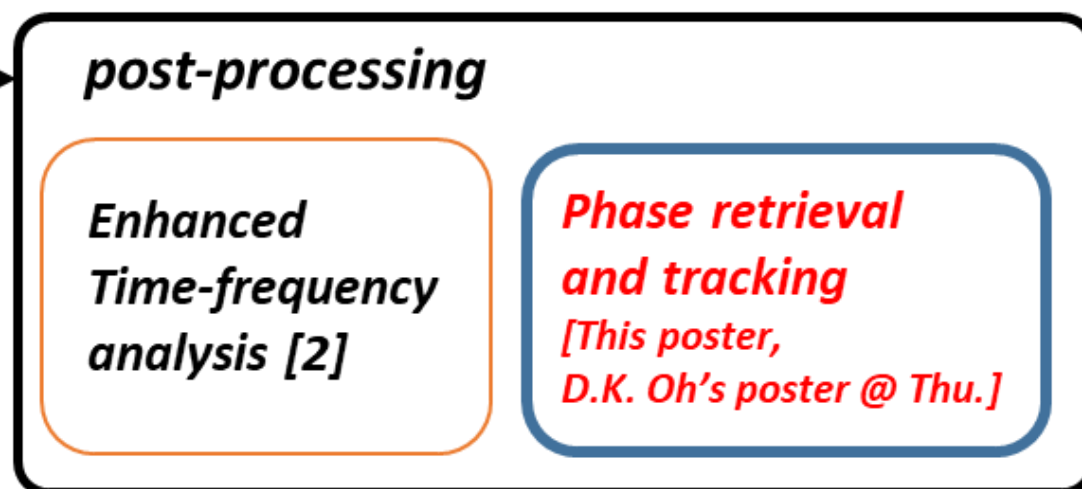 post-processing
Enhanced
Time-frequency
analysis [2]
Phase retrieval
and tracking
[This poster,
D.K. Oh’s poster @ Thu.]